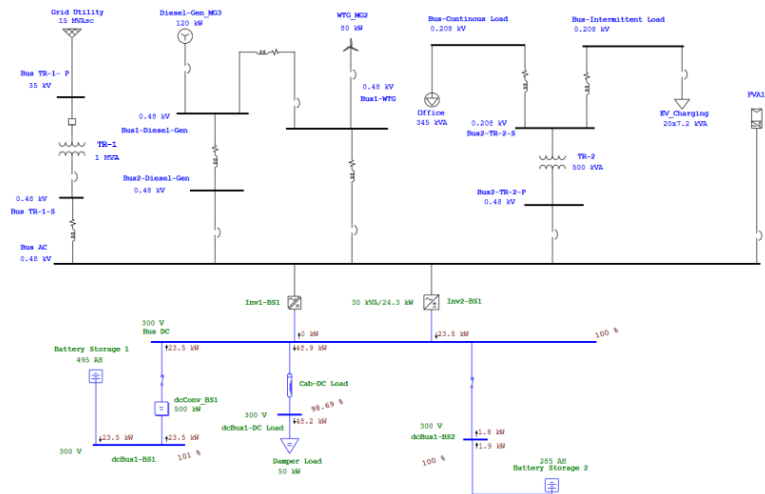 Grid Utility
15 MVAsc
Diesel-Gen_MG3
120 kW
WTG_MG2
80 kW
Bus-Continous Load
0.208 kV
Bus-Intermittent Load
0.208 kV
Bus TR-1- P
35 kV
0.48 kV
Bus1-WTG
PVA1
Office
345 kVA
EV_Charging
20x7.2 kVA
0.48 kV
Bus1-Diesel-Gen
0.208 kV
Bus2-TR-2-S
TR-1
1 MVA
TR-2
500 kVA
Bus2-Diesel-Gen
0.48 kV
Bus2-TR-2-P
0.48 kV
0.48 kV
Bus TR-1-S
Bus AC
0.48 kV
Inv1-BS1
30 kVA/24.3 kW
Inv2-BS1
300 V
Bus DC
0 kW
23.5 kW
100 %
23.5 kW
48.9 kW
Battery Storage 1
495 AH
Cab-DC Load
dcConv_BS1
500 kW
98.69 %
300 V
dcBus1-DC Load
48.2 kW
300 V
dcBus1-BS2
1.9 kW
1.9 kW
100 %
23.5 kW
23.5 kW
300 V
dcBus1-BS1
101 %
Damper Load
50 kW
285 AH
Battery Storage 2